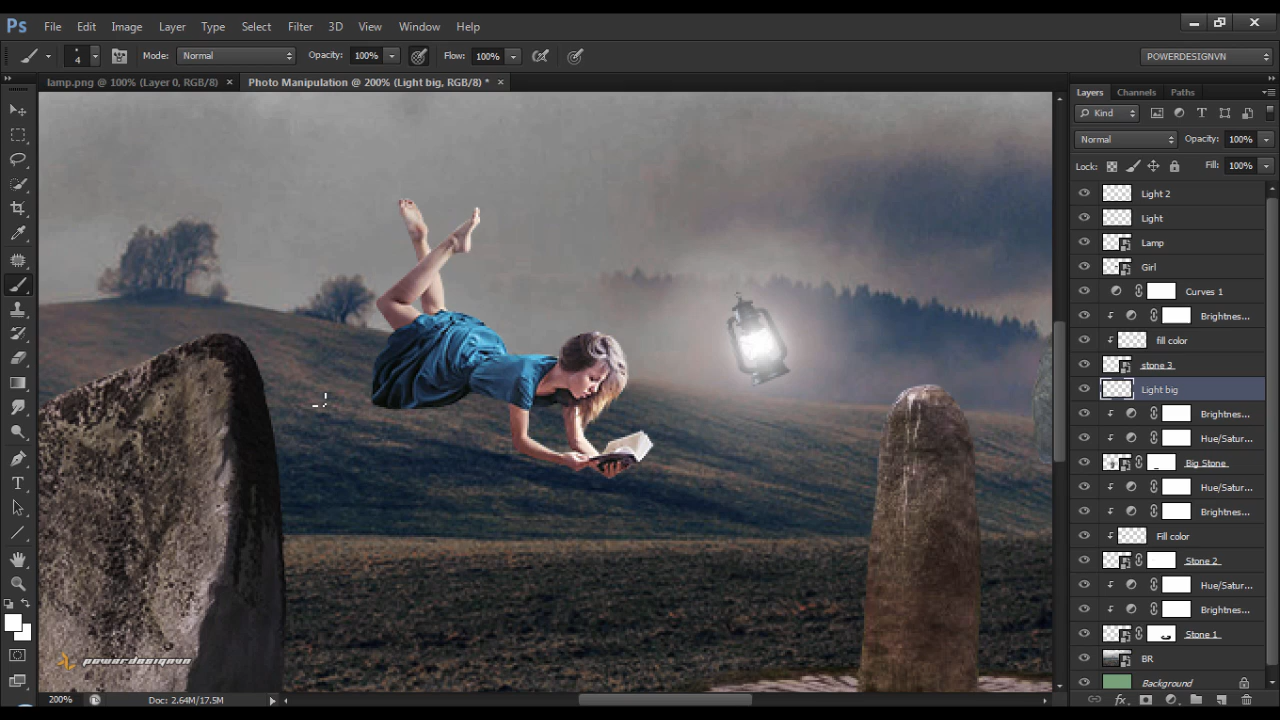 Ps File Edit Image Layer Type Select Filter 3D View Window Help
4 Mode: Normal Opacity: 100% Flow: 100% POWERDESIGNVN
lamp.png @ 100% (Layer 0, RGB/8) × Photo Manipulation @ 200% (Light big, RGB/8) * ×
Layers Channels Paths
Kind
Normal Opacity: 100%
Lock: Fill: 100%
Light 2
Light
Lamp
Girl
Curves 1
Brightnes...
fill color
stone 3
Light big
Brightnes...
Hue/Satur...
Big Stone
Hue/Satur...
Brightnes...
Fill color
Stone 2
Hue/Satur...
Brightnes...
Stone 1
BR
Background
powerdesignvn
200% Doc: 2.64M/17.5M
fx